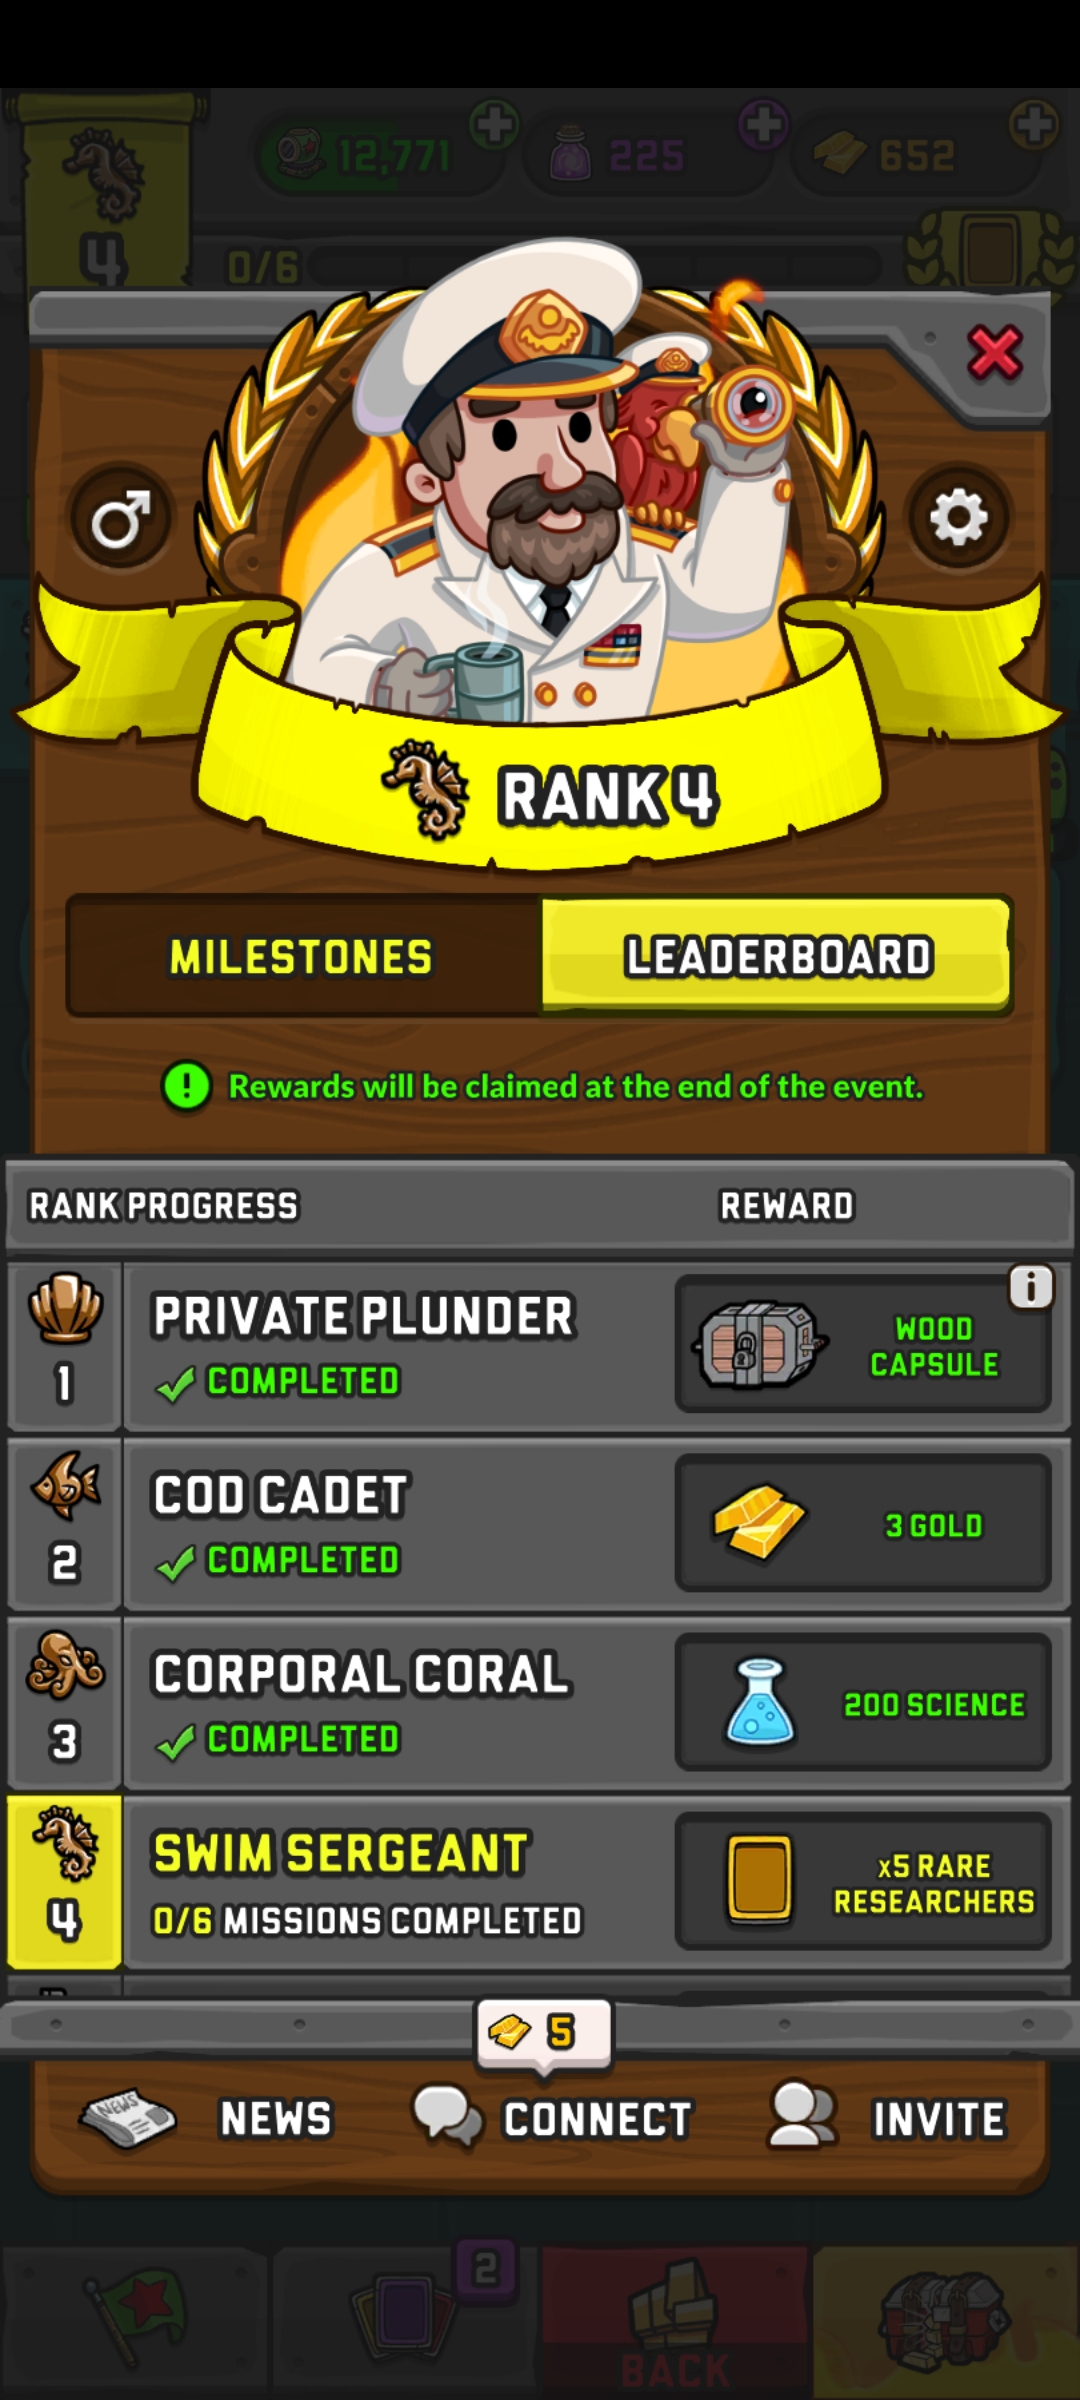 12,771
225
652
4
0/6
RANK 4
MILESTONES
LEADERBOARD
! Rewards will be claimed at the end of the event.
RANK PROGRESS
REWARD
1
PRIVATE PLUNDER
COMPLETED
i
WOOD
CAPSULE
2
COD CADET
COMPLETED
3 GOLD
3
CORPORAL CORAL
COMPLETED
200 SCIENCE
4
SWIM SERGEANT
0/6 MISSIONS COMPLETED
x5 RARE
RESEARCHERS
5
NEWS
NEWS
CONNECT
INVITE
2
BACK